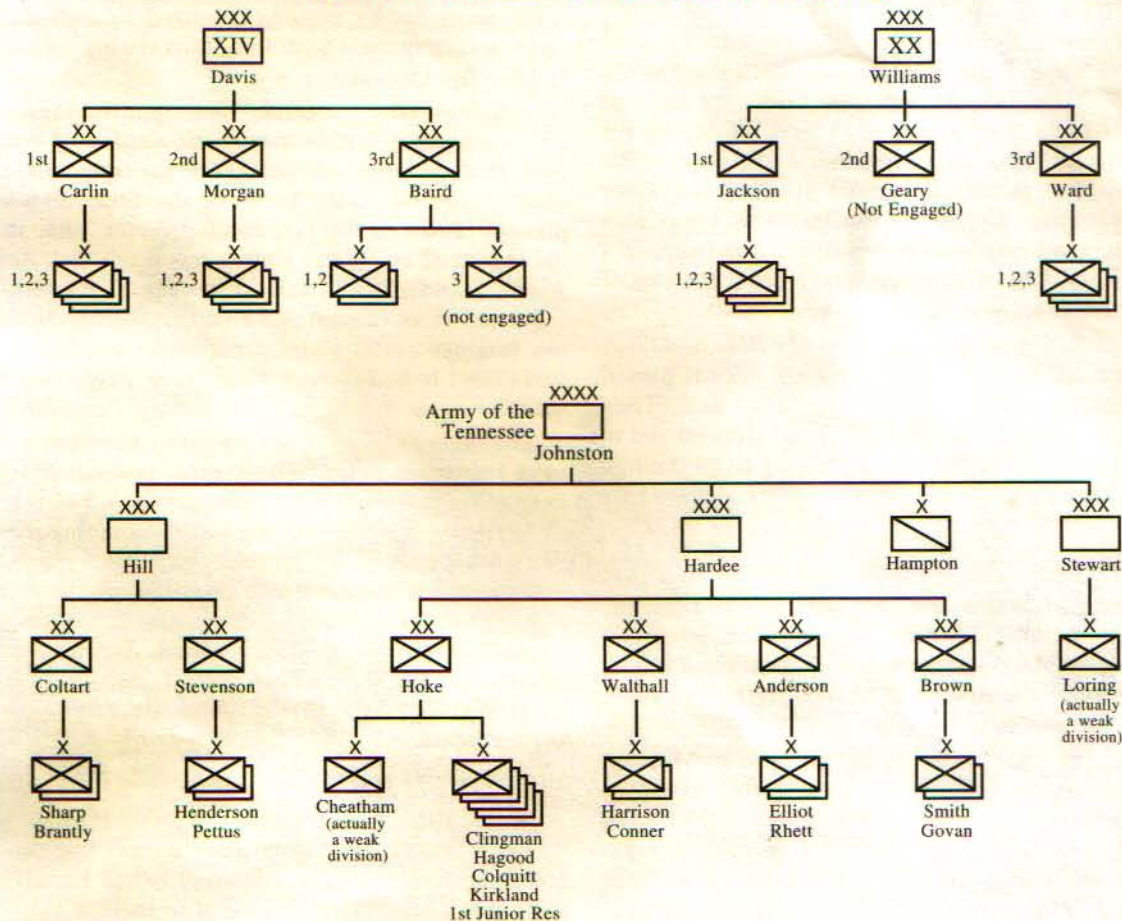 XXX
XIV
Davis
XX
1st
Carlin
XX
2nd
Morgan
XX
3rd
Baird
X
1,2,3
X
1,2,3
X
1,2
X
3
(not engaged)
XXX
XX
Williams
XX
1st
Jackson
XX
2nd
Geary
(Not Engaged)
XX
3rd
Ward
X
1,2,3
X
1,2,3
XXXX
Army of the
Tennessee
Johnston
XXX
Hill
XXX
Hardee
X
Hampton
XXX
Stewart
XX
Coltart
XX
Stevenson
XX
Hoke
XX
Walthall
XX
Anderson
XX
Brown
X
Loring
(actually
a weak
division)
X
Sharp
Brantly
X
Henderson
Pettus
X
Cheatham
(actually
a weak
division)
X
Clingman
Hagood
Colquitt
Kirkland
1st Junior Res
X
Harrison
Conner
X
Elliot
Rhett
X
Smith
Govan